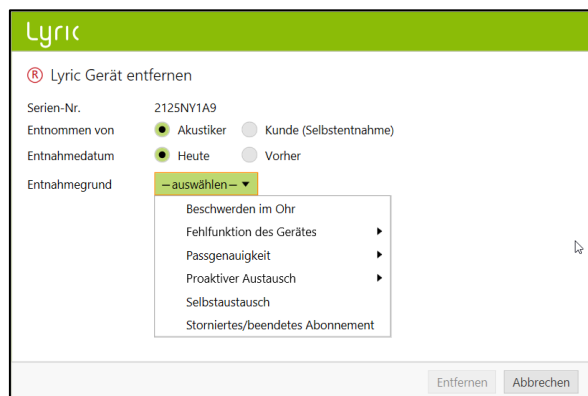 Lyric
R Lyric Gerät entfernen
Serien-Nr. 2125NY1A9
Entnommen von Akustiker Kunde (Selbstentnahme)
Entnahmedatum Heute Vorher
Entnahmegrund —auswählen—
Beschwerden im Ohr
Fehlfunktion des Gerätes
Passgenauigkeit
Proaktiver Austausch
Selbstaustausch
Storniertes/beendetes Abonnement
Entfernen Abbrechen